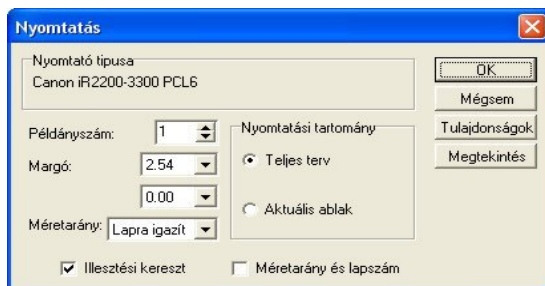 Nyomtatás
Nyomtató tipusa
Canon iR2200-3300 PCL6
OK
Mégsem
Tulajdonságok
Megtekintés
Példányszám: 1
Margó: 2.54
0.00
Méretarány: Lapra igazít
Nyomtatási tartomány
Teljes terv
Aktuális ablak
Illesztési kereszt
Méretarány és lapszám